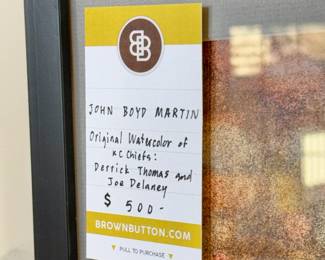 BB
JOHN BOYD MARTIN
Original Watercolor of
KC Chiefs:
Derrick Thomas and
Joe Delaney
$ 500-
BROWNBUTTON.COM
PULL TO PURCHASE